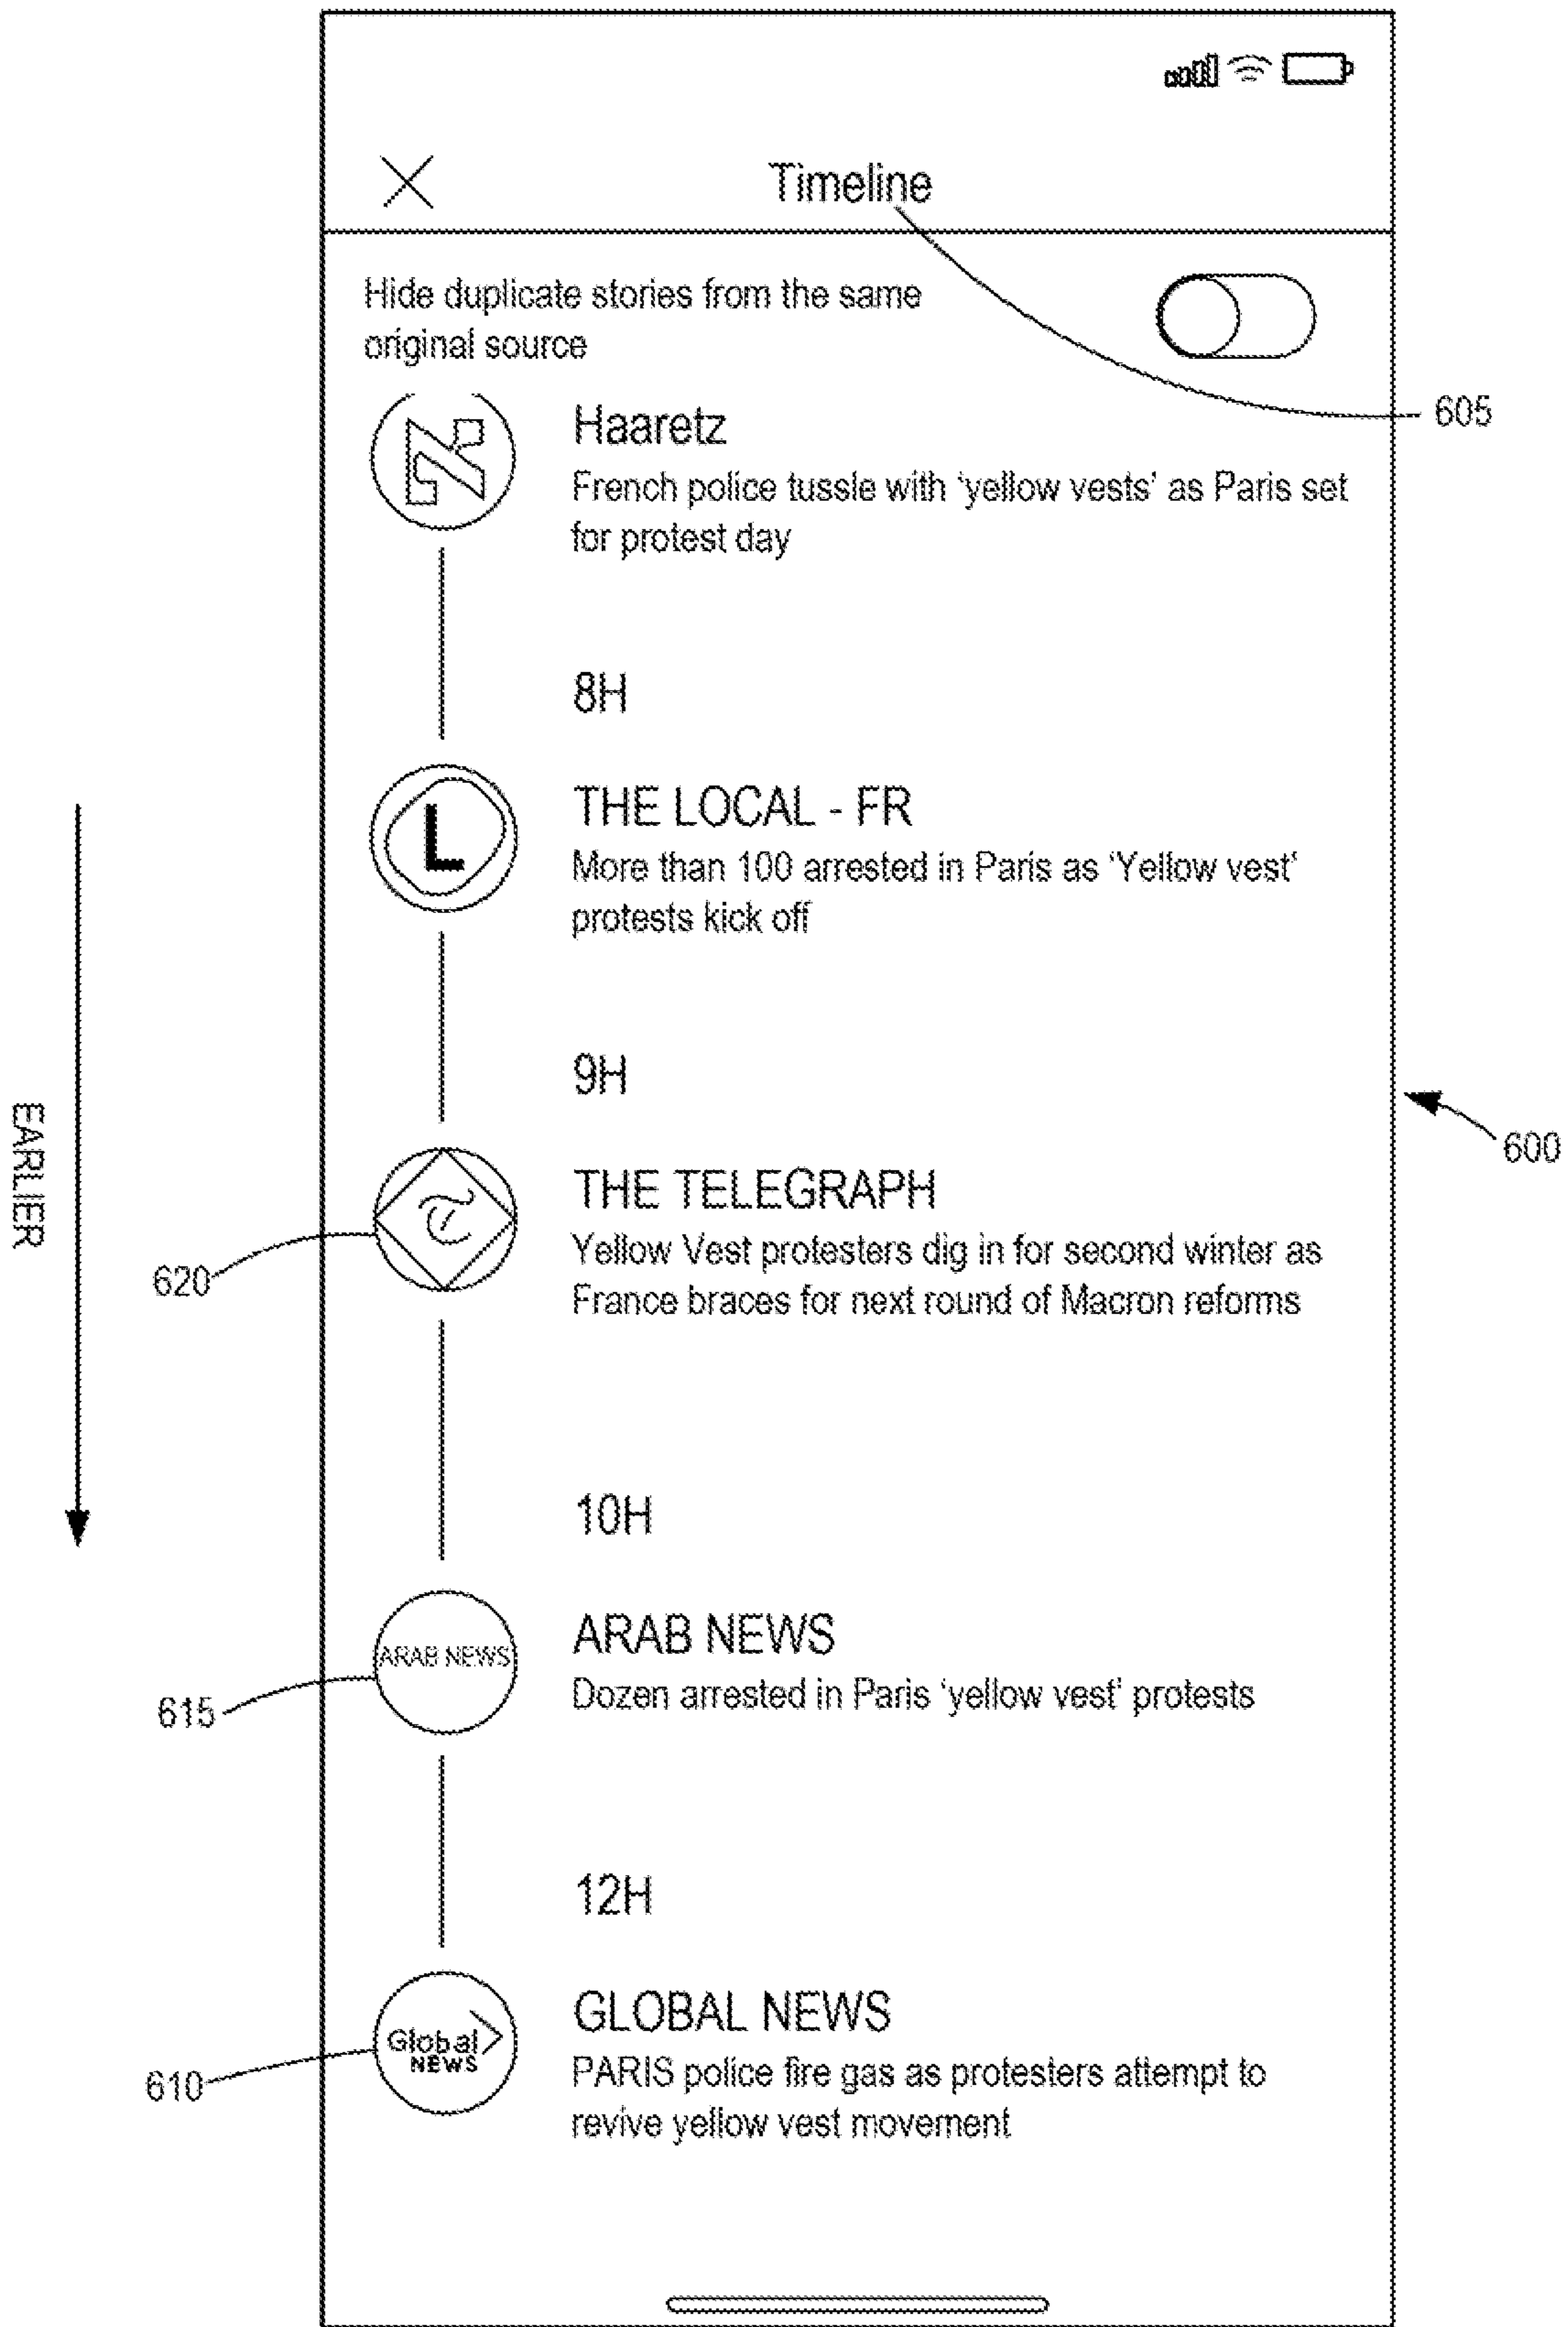 Timeline
Hide duplicate stories from the same
original source
605
Haaretz
French police tussle with ‘yellow vests’ as Paris set
for protest day
8H
L
THE LOCAL - FR
More than 100 arrested in Paris as ‘Yellow vest’
protests kick off
EARLIER
9H
600
T
THE TELEGRAPH
Yellow Vest protesters dig in for second winter as
France braces for next round of Macron reforms
620
10H
ARAB NEWS
ARAB NEWS
Dozen arrested in Paris ‘yellow vest’ protests
615
12H
Global
NEWS
GLOBAL NEWS
PARIS police fire gas as protesters attempt to
revive yellow vest movement
610